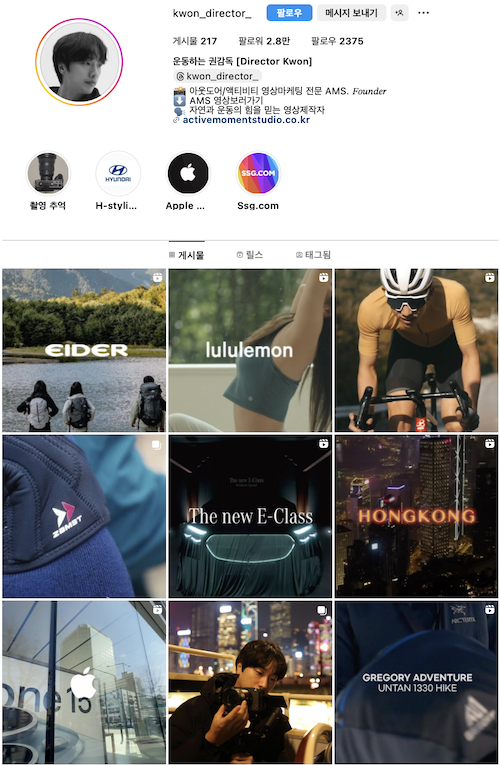 kwon_director_ 팔로우 메시지 보내기
게시물 217 팔로워 2.8만 팔로우 2375
운동하는 권감독 [Director Kwon]
kwon_director_
아웃도어/액티비티 영상마케팅 전문 AMS. Founder
AMS 영상보러가기
자연과 운동의 힘을 믿는 영상제작자
activemomentstudio.co.kr
HYUNDAI
SSG.COM
촬영 추억 H-styli... Apple ... Ssg.com
게시물 릴스 태그됨
EIDER
lululemon
ZAMST
The new E-Class
The new E-Class
HONGKONG
one 15
GREGORY ADVENTURE
UNTAN 1330 HIKE